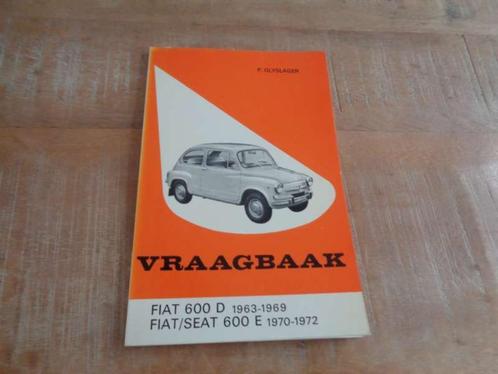 P. OLYSLAGER
VRAAGBAAK
FIAT 600 D 1963-1969
FIAT/SEAT 600 E 1970-1972